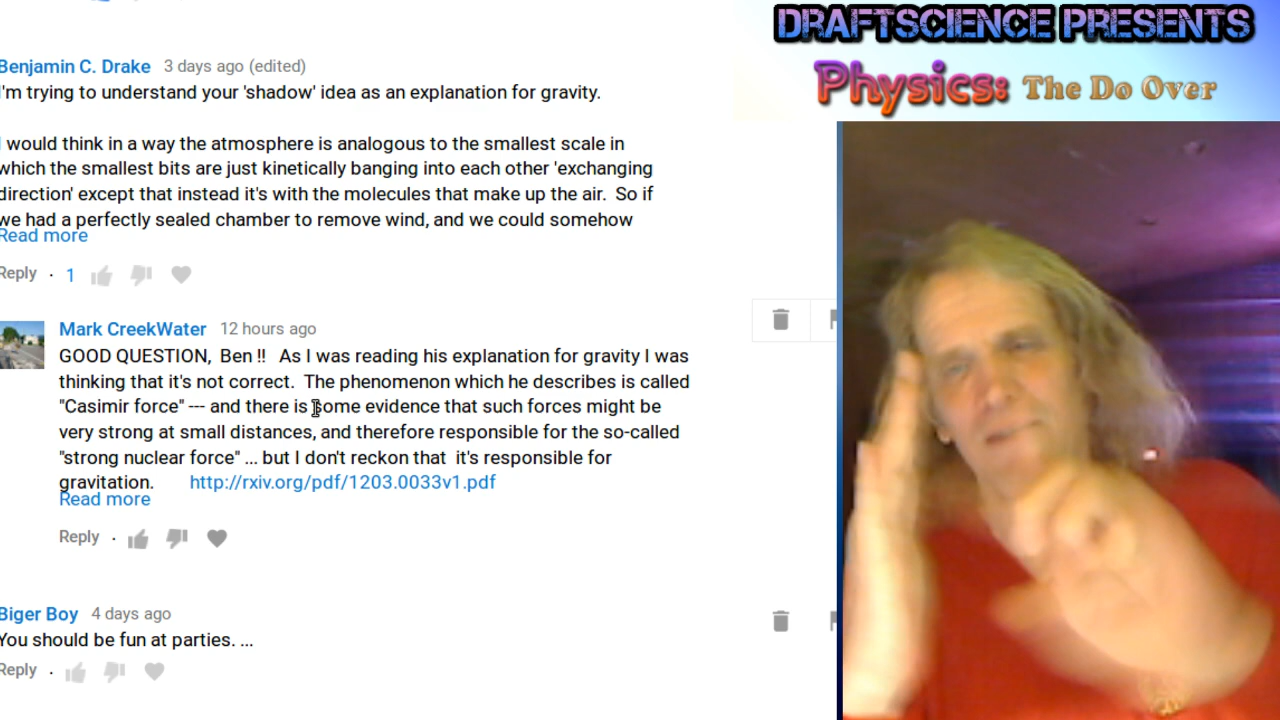 DRAFTSCIENCE PRESENTS
Physics: The Do Over
Benjamin C. Drake 3 days ago (edited)
I'm trying to understand your 'shadow' idea as an explanation for gravity.
I would think in a way the atmosphere is analogous to the smallest scale in
which the smallest bits are just kinetically banging into each other 'exchanging
direction' except that instead it's with the molecules that make up the air. So if
we had a perfectly sealed chamber to remove wind, and we could somehow
Read more
Reply · 1
Mark CreekWater 12 hours ago
GOOD QUESTION, Ben !! As I was reading his explanation for gravity I was
thinking that it's not correct. The phenomenon which he describes is called
"Casimir force" --- and there is some evidence that such forces might be
very strong at small distances, and therefore responsible for the so-called
"strong nuclear force" ... but I don't reckon that it's responsible for
gravitation. http://rxiv.org/pdf/1203.0033v1.pdf
Read more
Reply ·
Biger Boy 4 days ago
You should be fun at parties. ...
Reply ·